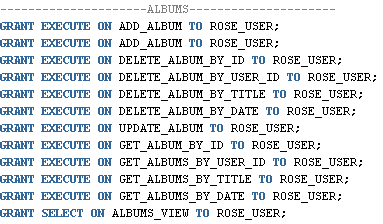 ---------------------ALBUMS---------------------
GRANT EXECUTE ON ADD_ALBUM TO ROSE_USER;
GRANT EXECUTE ON ADD_ALBUM TO ROSE_USER;
GRANT EXECUTE ON DELETE_ALBUM_BY_ID TO ROSE_USER;
GRANT EXECUTE ON DELETE_ALBUM_BY_USER_ID TO ROSE_USER;
GRANT EXECUTE ON DELETE_ALBUM_BY_TITLE TO ROSE_USER;
GRANT EXECUTE ON DELETE_ALBUM_BY_DATE TO ROSE_USER;
GRANT EXECUTE ON UPDATE_ALBUM TO ROSE_USER;
GRANT EXECUTE ON GET_ALBUM_BY_ID TO ROSE_USER;
GRANT EXECUTE ON GET_ALBUMS_BY_USER_ID TO ROSE_USER;
GRANT EXECUTE ON GET_ALBUMS_BY_TITLE TO ROSE_USER;
GRANT EXECUTE ON GET_ALBUMS_BY_DATE TO ROSE_USER;
GRANT SELECT ON ALBUMS_VIEW TO ROSE_USER;